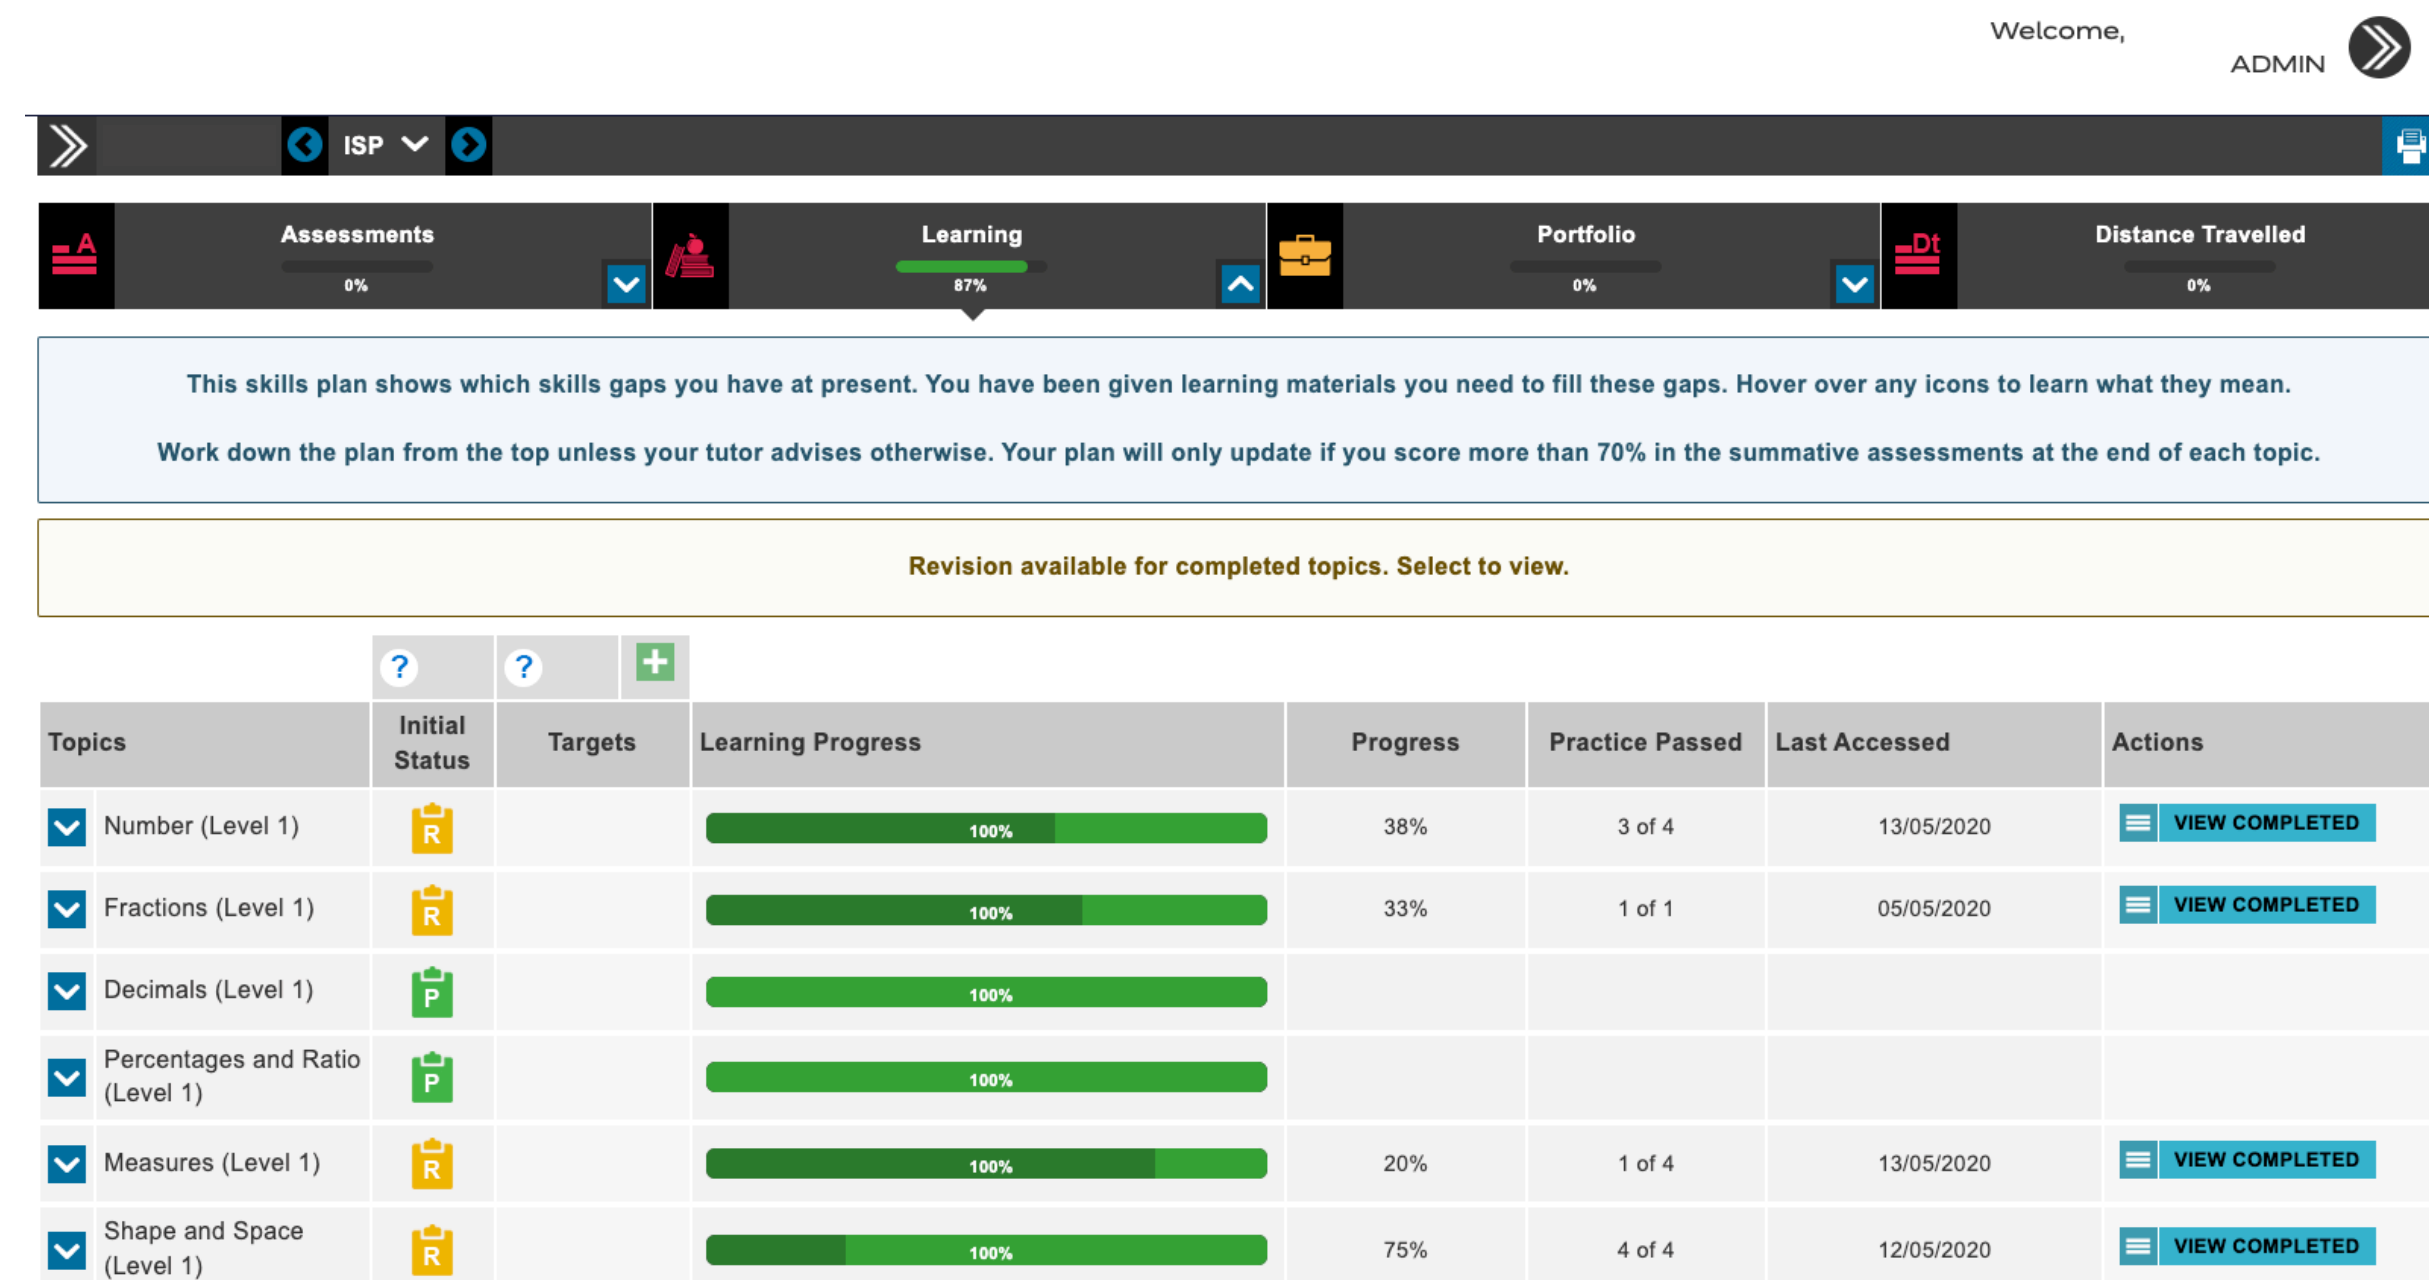 Welcome,
ADMIN
ISP
A
Assessments
0%
Learning
87%
Portfolio
0%
Dt
Distance Travelled
0%
This skills plan shows which skills gaps you have at present. You have been given learning materials you need to fill these gaps. Hover over any icons to learn what they mean.
Work down the plan from the top unless your tutor advises otherwise. Your plan will only update if you score more than 70% in the summative assessments at the end of each topic.
Revision available for completed topics. Select to view.
? ? +
Topics Initial Status Targets Learning Progress Progress Practice Passed Last Accessed Actions
Number (Level 1) R 100% 38% 3 of 4 13/05/2020 VIEW COMPLETED
Fractions (Level 1) R 100% 33% 1 of 1 05/05/2020 VIEW COMPLETED
Decimals (Level 1) P 100%
Percentages and Ratio (Level 1) P 100%
Measures (Level 1) R 100% 20% 1 of 4 13/05/2020 VIEW COMPLETED
Shape and Space (Level 1) R 100% 75% 4 of 4 12/05/2020 VIEW COMPLETED